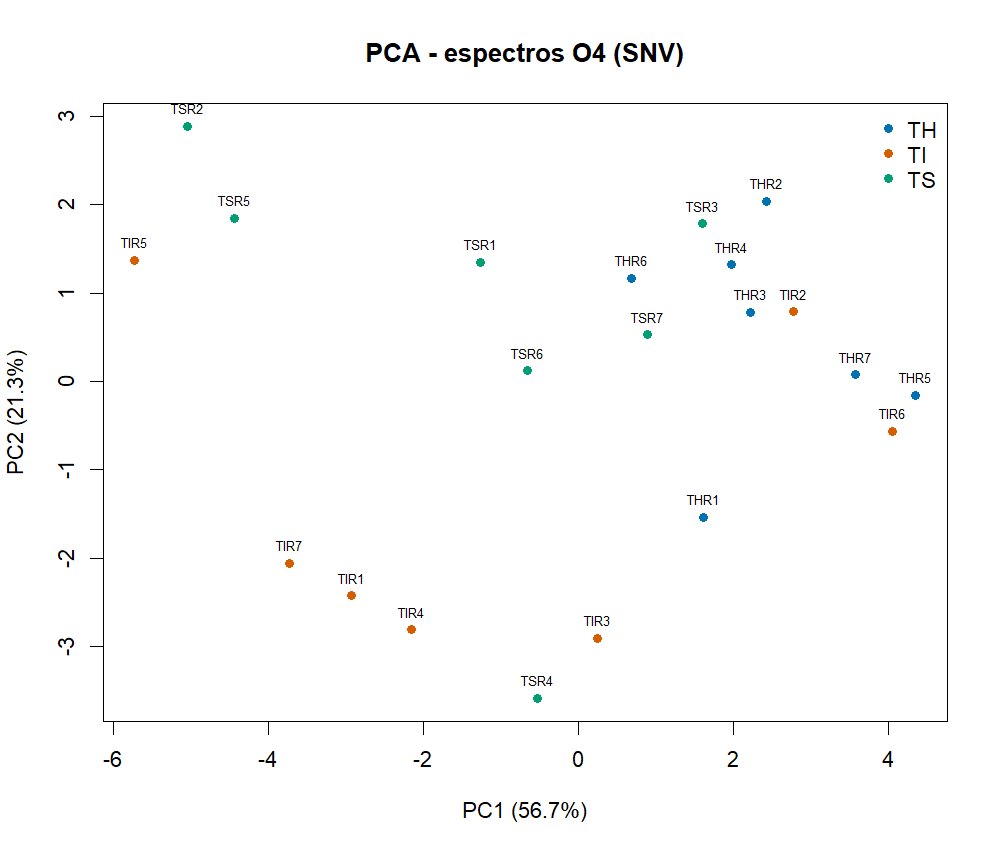 PCA - espectros O4 (SNV)
TSR2
TH
TI
TS
TSR5
THR2
TSR3
TIR5
TSR1
THR4
THR6
THR3
TIR2
TSR7
TSR6
THR7
THR5
TIR6
THR1
TIR7
TIR1
TIR4
TIR3
TSR4
3
2
1
0
-1
-2
-3
PC2 (21.3%)
-6 -4 -2 0 2 4
PC1 (56.7%)